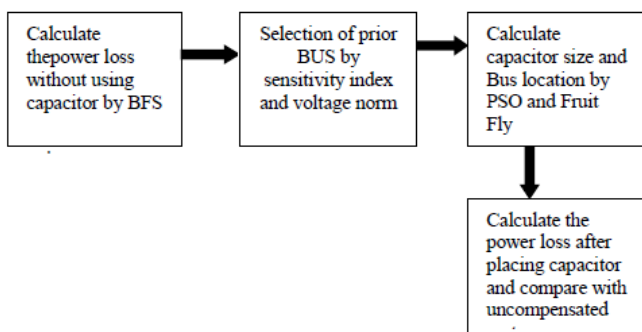 Calculate
thepower loss
without using
capacitor by BFS
Selection of prior
BUS by
sensitivity index
and voltage norm
Calculate
capacitor size and
Bus location by
PSO and Fruit
Fly
Calculate the
power loss after
placing capacitor
and compare with
uncompensated